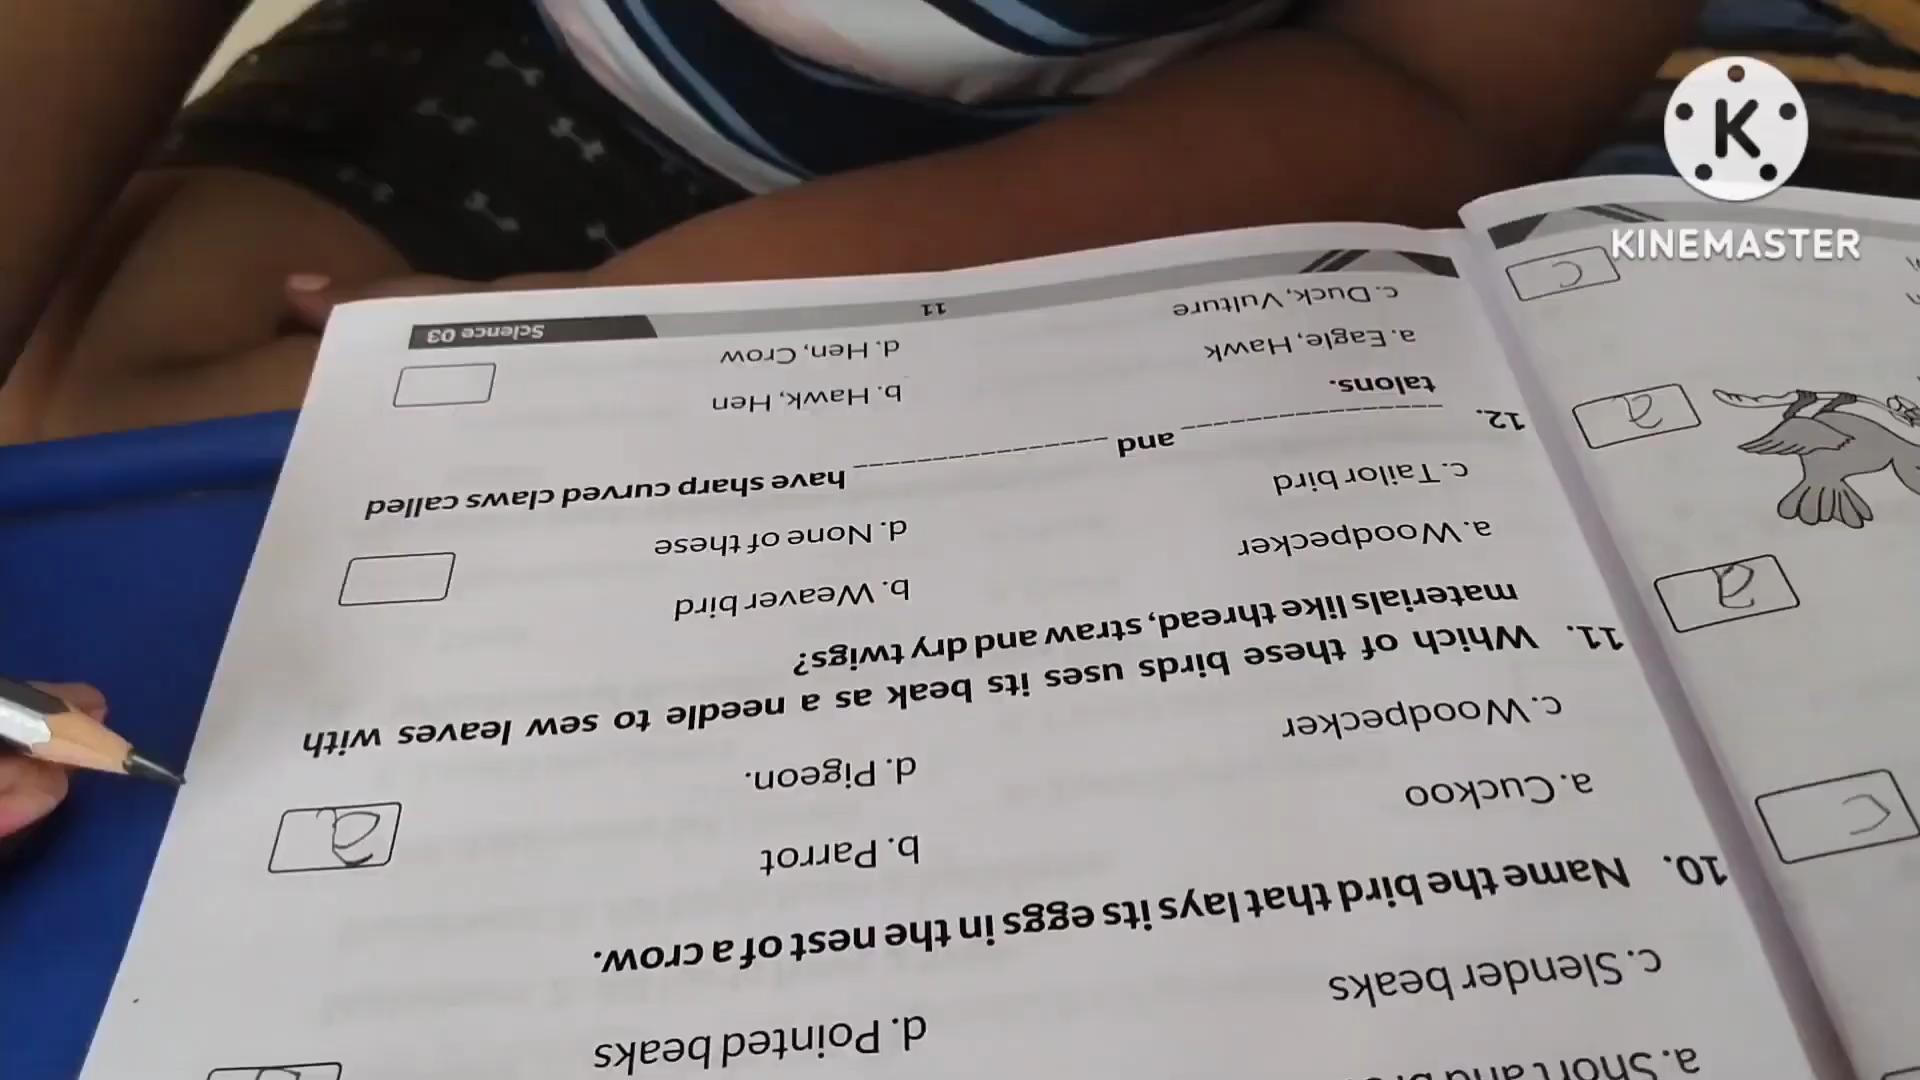 a. Short and
d. Pointed beaks
c. Slender beaks
10. Name the bird that lays its eggs in the nest of a crow.
a. Cuckoo
b. Parrot
a
c. Woodpecker
d. Pigeon.
11. Which of these birds uses its beak as a needle to sew leaves with
materials like thread, straw and dry twigs?
a. Woodpecker
b. Weaver bird
c. Tailor bird
d. None of these
12. ____________ and ____________ have sharp curved claws called
talons.
a. Eagle, Hawk
b. Hawk, Hen
c. Duck, Vulture
d. Hen, Crow
11
Science 03
c
a
a
c
K
KINEMASTER